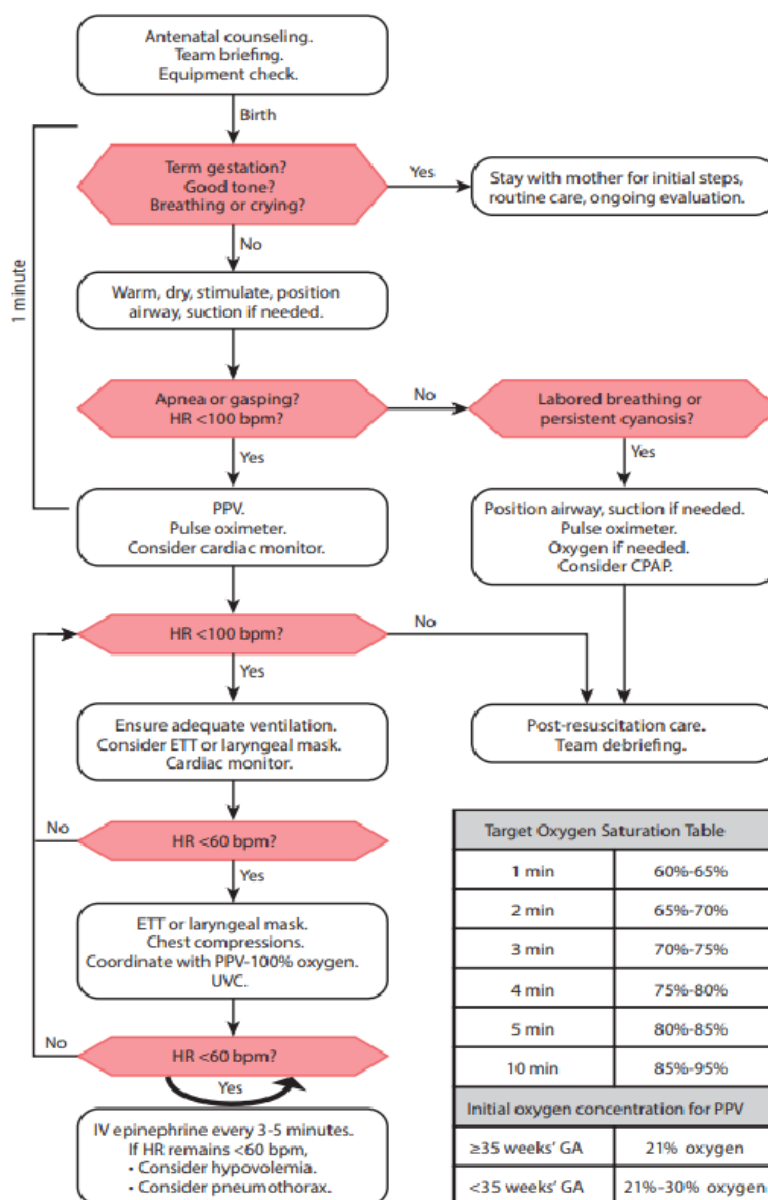 Antenatal counseling.
Team briefing.
Equipment check.
Birth
1 minute
Term gestation?
Good tone?
Breathing or crying?
Yes
Stay with mother for initial steps,
routine care, ongoing evaluation.
No
Warm, dry, stimulate, position
airway, suction if needed.
Apnea or gasping?
HR <100 bpm?
No
Labored breathing or
persistent cyanosis?
Yes
Yes
PPV.
Pulse oximeter.
Consider cardiac monitor.
Position airway, suction if needed.
Pulse oximeter.
Oxygen if needed.
Consider CPAP.
HR <100 bpm?
No
Yes
Ensure adequate ventilation.
Consider ETT or laryngeal mask.
Cardiac monitor.
Post-resuscitation care.
Team debriefing.
HR <60 bpm?
No
Yes
ETT or laryngeal mask.
Chest compressions.
Coordinate with PPV-100% oxygen.
UVC.
HR <60 bpm?
No
Yes
IV epinephrine every 3-5 minutes.
If HR remains <60 bpm,
• Consider hypovolemia.
• Consider pneumothorax.
Target Oxygen Saturation Table
1 min 60%-65%
2 min 65%-70%
3 min 70%-75%
4 min 75%-80%
5 min 80%-85%
10 min 85%-95%
Initial oxygen concentration for PPV
≥35 weeks' GA 21% oxygen
<35 weeks' GA 21%-30% oxygen